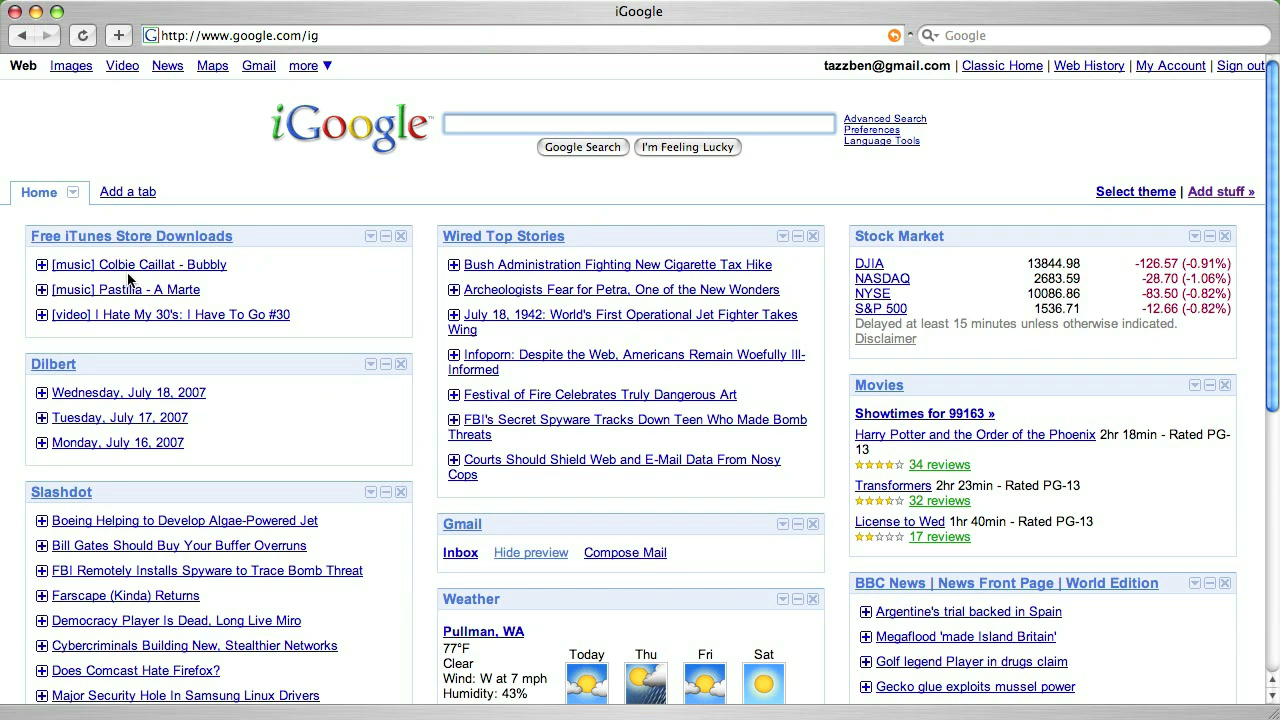 iGoogle
http://www.google.com/ig
Google
Web Images Video News Maps Gmail more ▼
tazzben@gmail.com | Classic Home | Web History | My Account | Sign out
iGoogle™
Advanced Search
Preferences
Language Tools
Google Search I'm Feeling Lucky
Home Add a tab
Select theme | Add stuff »
Free iTunes Store Downloads
[music] Colbie Caillat - Bubbly
[music] Pastilla - A Marte
[video] I Hate My 30's: I Have To Go #30
Dilbert
Wednesday, July 18, 2007
Tuesday, July 17, 2007
Monday, July 16, 2007
Slashdot
Boeing Helping to Develop Algae-Powered Jet
Bill Gates Should Buy Your Buffer Overruns
FBI Remotely Installs Spyware to Trace Bomb Threat
Farscape (Kinda) Returns
Democracy Player Is Dead, Long Live Miro
Cybercriminals Building New, Stealthier Networks
Does Comcast Hate Firefox?
Major Security Hole In Samsung Linux Drivers
Wired Top Stories
Bush Administration Fighting New Cigarette Tax Hike
Archeologists Fear for Petra, One of the New Wonders
July 18, 1942: World's First Operational Jet Fighter Takes
Wing
Infoporn: Despite the Web, Americans Remain Woefully Ill-
Informed
Festival of Fire Celebrates Truly Dangerous Art
FBI's Secret Spyware Tracks Down Teen Who Made Bomb
Threats
Courts Should Shield Web and E-Mail Data From Nosy
Cops
Gmail
Inbox Hide preview Compose Mail
Weather
Pullman, WA
77°F
Clear
Wind: W at 7 mph
Humidity: 43%
Today Thu Fri Sat
Stock Market
DJIA 13844.98 -126.57 (-0.91%)
NASDAQ 2683.59 -28.70 (-1.06%)
NYSE 10086.86 -83.50 (-0.82%)
S&P 500 1536.71 -12.66 (-0.82%)
Delayed at least 15 minutes unless otherwise indicated.
Disclaimer
Movies
Showtimes for 99163 »
Harry Potter and the Order of the Phoenix 2hr 18min - Rated PG-
13
34 reviews
Transformers 2hr 23min - Rated PG-13
32 reviews
License to Wed 1hr 40min - Rated PG-13
17 reviews
BBC News | News Front Page | World Edition
Argentine's trial backed in Spain
Megaflood 'made Island Britain'
Golf legend Player in drugs claim
Gecko glue exploits mussel power